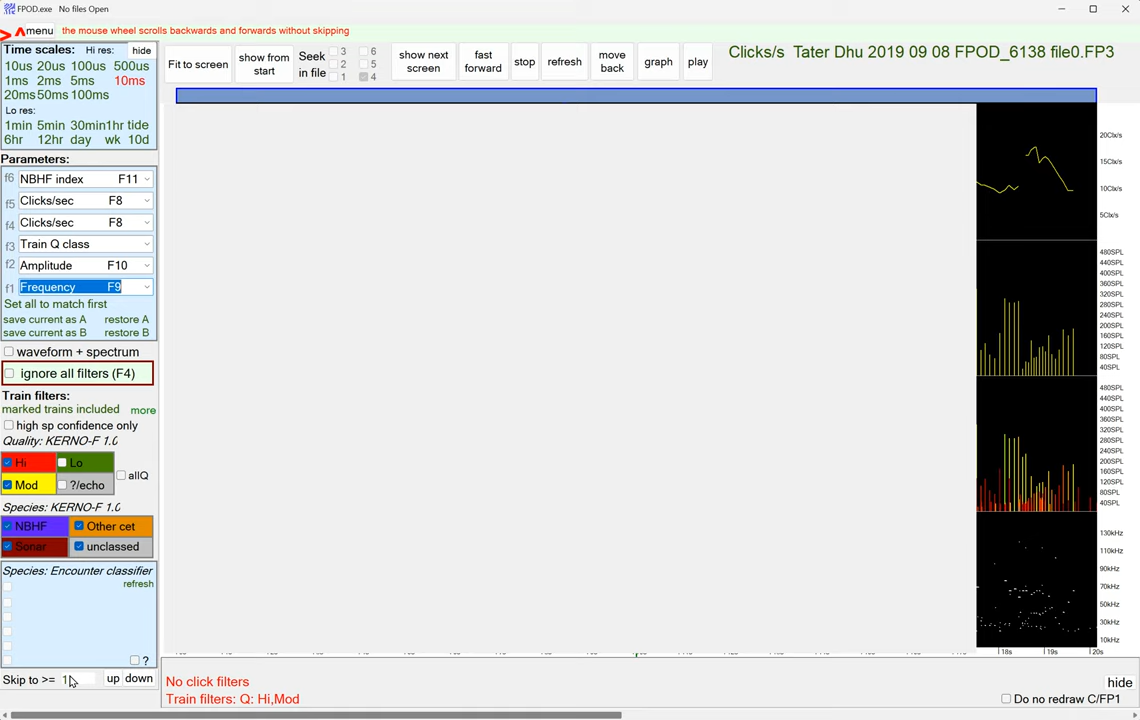 FPOD.exe No files Open
menu the mouse wheel scrolls backwards and forwards without skipping
Time scales: Hi res: hide
10us 20us 100us 500us
1ms 2ms 5ms 10ms
20ms 50ms 100ms
Lo res:
1min 5min 30min 1hr tide
6hr 12hr day wk 10d
Fit to screen
show from start
Seek in file
3 6
2 5
1 4
show next screen
fast forward
stop
refresh
move back
graph
play
Clicks/s Tater Dhu 2019 09 08 FPOD_6138 file0.FP3
Parameters:
f6 NBHF index F11
f5 Clicks/sec F8
f4 Clicks/sec F8
f3 Train Q class
f2 Amplitude F10
f1 Frequency F9
Set all to match first
save current as A restore A
save current as B restore B
waveform + spectrum
ignore all filters (F4)
Train filters:
marked trains included more
high sp confidence only
Quality: KERNO-F 1.0
Hi Lo
allQ
Mod ?/echo
Species: KERNO-F 1.0
NBHF Other cet
Sonar unclassed
Species: Encounter classifier
refresh
?
Skip to >= 1 up down
20Clx/s
15Clx/s
10Clx/s
5Clx/s
480SPL
440SPL
400SPL
360SPL
320SPL
280SPL
240SPL
200SPL
160SPL
120SPL
80SPL
40SPL
480SPL
440SPL
400SPL
360SPL
320SPL
280SPL
240SPL
200SPL
160SPL
120SPL
80SPL
40SPL
130kHz
110kHz
90kHz
70kHz
50kHz
30kHz
10kHz
18s 19s 20s
No click filters
Train filters: Q: Hi,Mod
hide
Do no redraw C/FP1